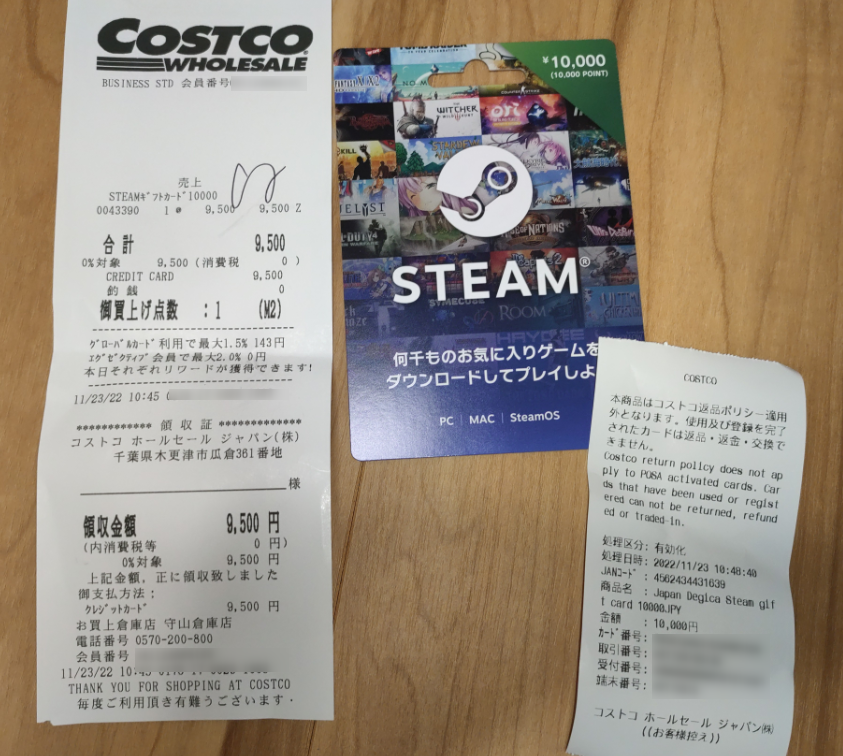 COSTCO
WHOLESALE
BUSINESS STD 会員番号
売上
STEAMｷﾞﾌﾄｶｰﾄﾞ10000
0043390 1 @ 9,500 9,500 Z
合計 9,500
0%対象 9,500 (消費税 0 )
CREDIT CARD 9,500
釣銭 0
御買上げ点数 :1 (M2)
ｸﾞﾛｰﾊﾞﾙｶｰﾄﾞ利用で最大1.5% 143円
ｴｸﾞｾﾞｸﾃｨﾌﾞ会員で最大2.0% 0円
本日それぞれリワードが獲得できます!
11/23/22 10:45
************ 領収証 *************
コストコ ホールセール ジャパン(株)
千葉県木更津市瓜倉361番地
様
領収金額 9,500 円
(内消費税等 0 円)
0%対象 9,500 円
上記金額, 正に領収致しました
御支払方法:
ｸﾚｼﾞｯﾄｶｰﾄﾞ 9,500 円
お買上倉庫店 守山倉庫店
電話番号 0570-200-800
会員番号
11/23/22 10:45
THANK YOU FOR SHOPPING AT COSTCO
毎度ご利用頂き有難うございます.
¥10,000
(10,000 POINT)
THE WITCHER
ori
KILL
STEAM®
ROOM
何千ものお気に入りゲームを
ダウンロードしてプレイしよ
PC | MAC | SteamOS
COSTCO
本商品はコストコ返品ポリシー適用
外となります。使用及び登録を完了
されたカードは返品・返金・交換で
きません。
Costco return policy does not ap
ply to POSA activated cards. Car
ds that have been used or regist
ered can not be returned, refund
ed or traded-in.
処理区分: 有効化
処理日時: 2022/11/23 10:48:40
JANｺｰﾄﾞ : 4562434431639
商品名 : Japan Degica Steam gif
t card 10000JPY
金額 : 10,000円
ｶｰﾄﾞ番号:
取引番号:
受付番号:
端末番号:
コストコ ホールセール ジャパン㈱
((お客様控え))